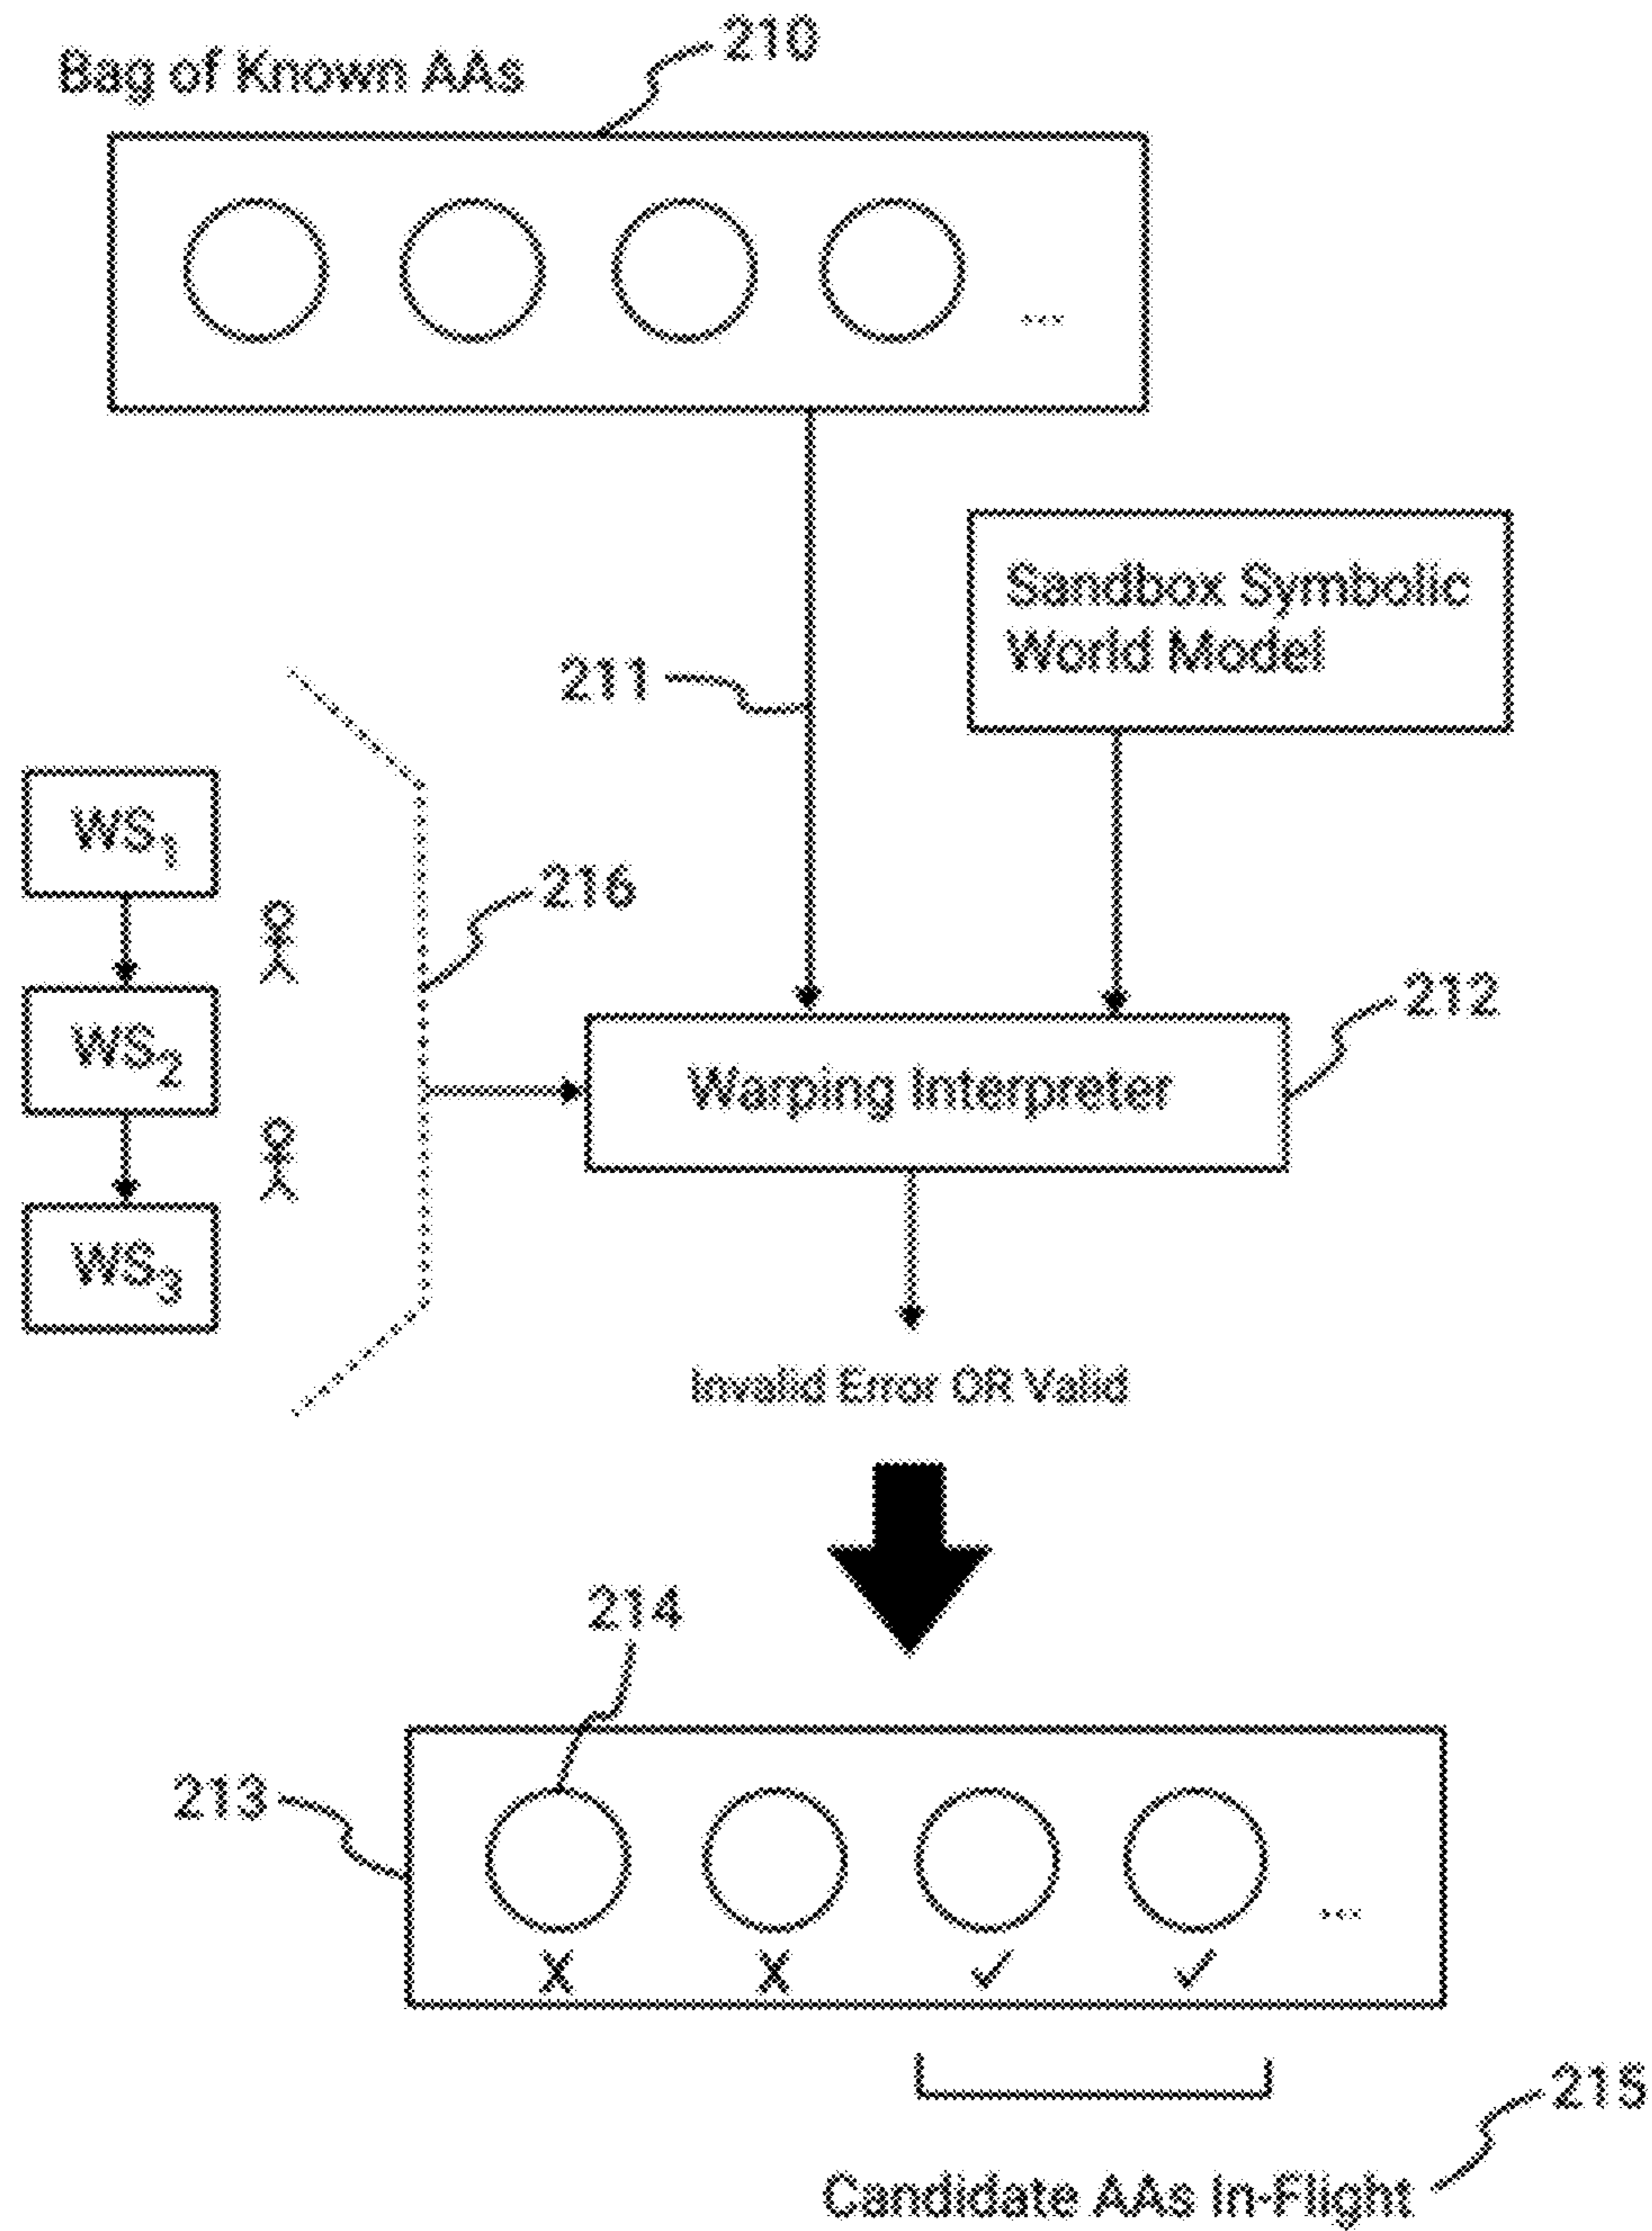 210
Bag of Known AAs
...
Sandbox Symbolic
World Model
211
WS1
216
212
WS2
Warping Interpreter
WS3
Invalid Error OR Valid
214
213
...
X X ✓ ✓
215
Candidate AAs In-Flight